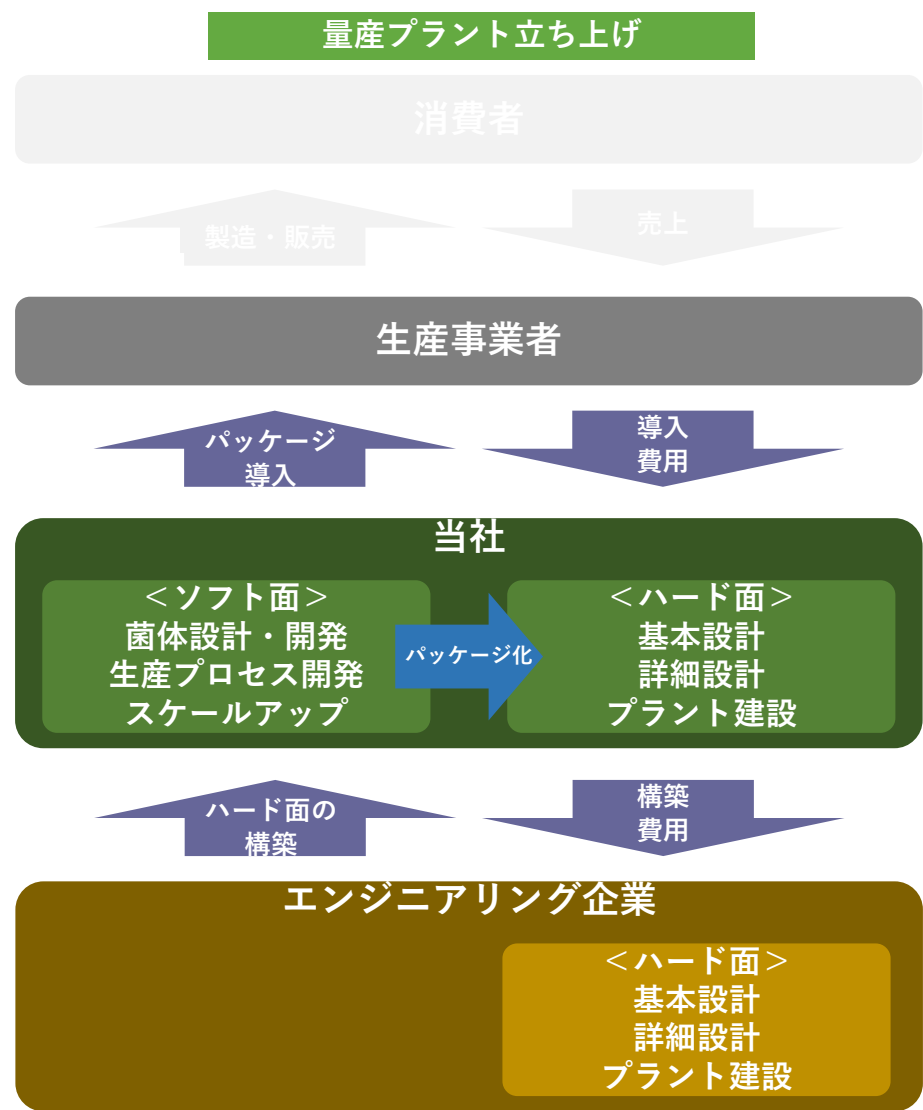 量産プラント立ち上げ
消費者
製造・販売
売上
生産事業者
パッケージ
導入
導入
費用
当社
＜ソフト面＞
菌体設計・開発
生産プロセス開発
スケールアップ
パッケージ化
＜ハード面＞
基本設計
詳細設計
プラント建設
ハード面の
構築
構築
費用
エンジニアリング企業
＜ハード面＞
基本設計
詳細設計
プラント建設